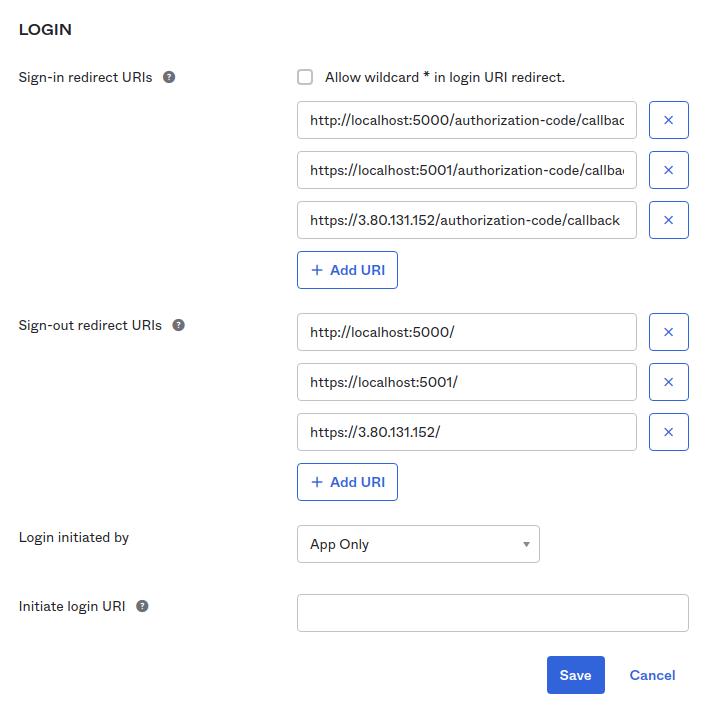 LOGIN
Sign-in redirect URIs ?
Allow wildcard * in login URI redirect.
http://localhost:5000/authorization-code/callbac
https://localhost:5001/authorization-code/callba
https://3.80.131.152/authorization-code/callback
+ Add URI
Sign-out redirect URIs ?
http://localhost:5000/
https://localhost:5001/
https://3.80.131.152/
+ Add URI
Login initiated by
App Only
Initiate login URI ?
Save Cancel